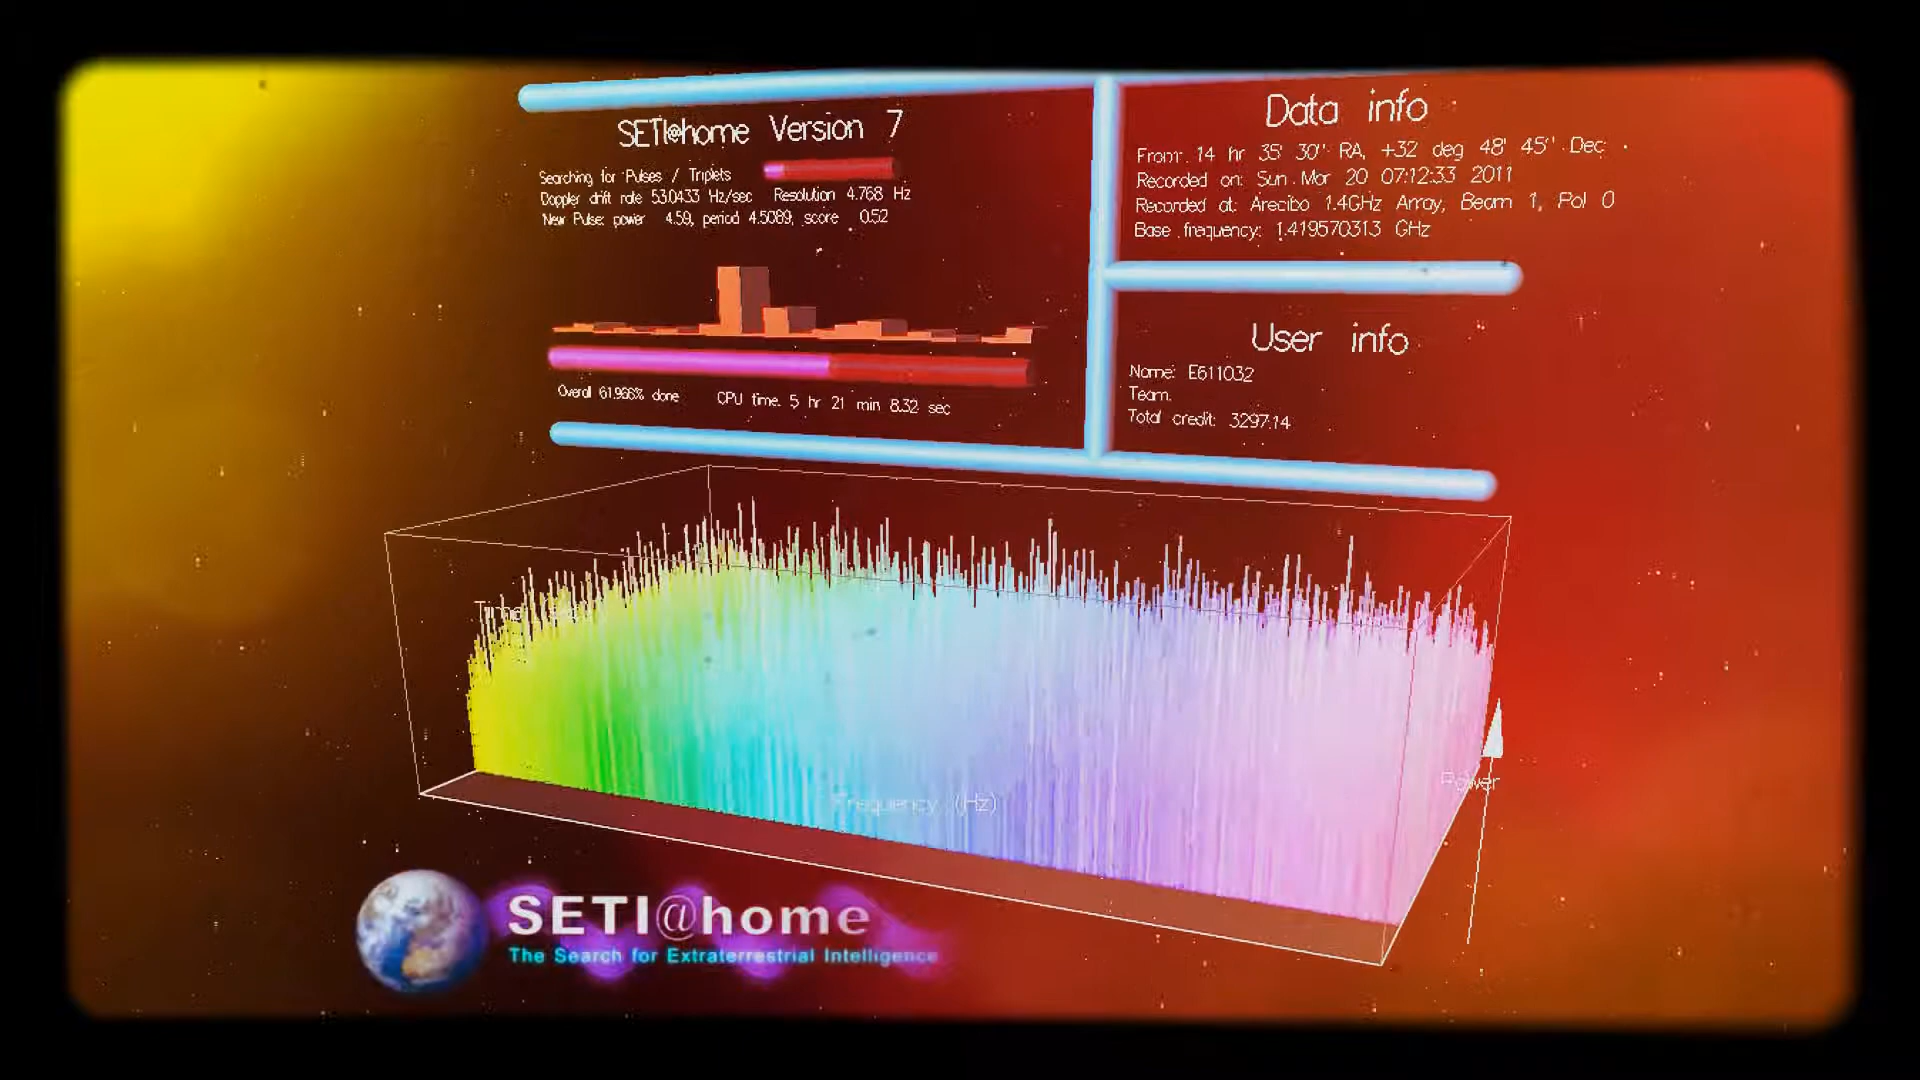 SETI@home Version 7
Searching for Pulses / Triplets
Doppler drift rate 53.0433 Hz/sec Resolution 4.768 Hz
New Pulse: power 4.59, period 4.5089, score 0.52
Overall 61.966% done CPU time: 5 hr 21 min 8.32 sec
Data info
From: 14 hr 35' 30'' RA, +32 deg 48' 45'' Dec
Recorded on: Sun Mar 20 07:12:33 2011
Recorded at: Arecibo 1.4GHz Array, Beam 1, Pol 0
Base frequency: 1.419570313 GHz
User info
Name: E611032
Team:
Total credit: 3297.14
Time
Frequency (Hz)
Power
SETI@home
The Search for Extraterrestrial Intelligence